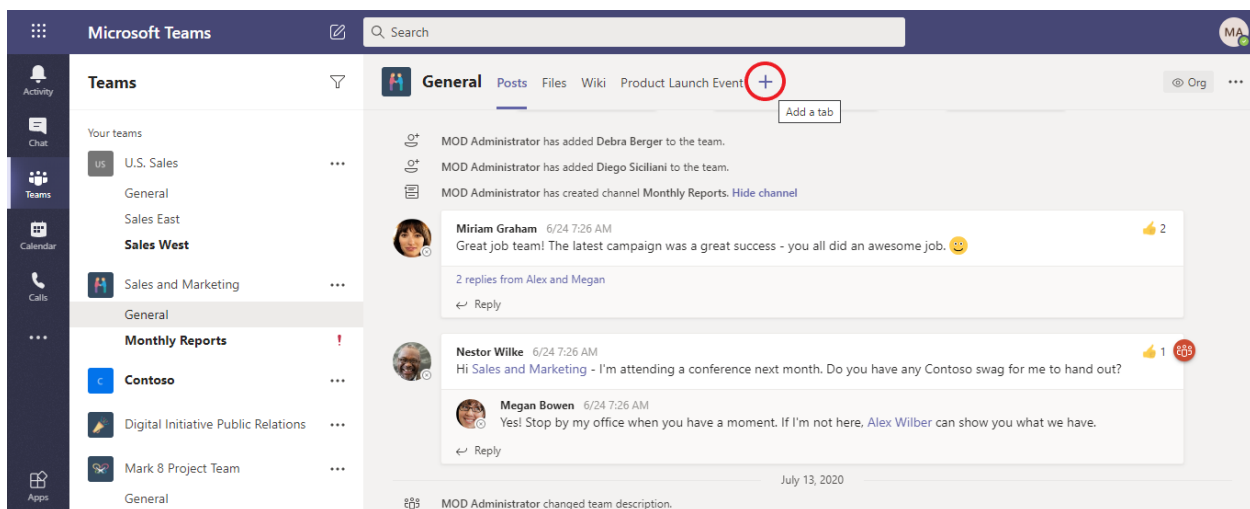 Microsoft Teams
Search
MA
Activity
Chat
Teams
Calendar
Calls
Apps
Teams
Your teams
US U.S. Sales
General
Sales East
Sales West
Sales and Marketing
General
Monthly Reports !
C Contoso
Digital Initiative Public Relations
Mark 8 Project Team
General
General Posts Files Wiki Product Launch Event + Org
Add a tab
MOD Administrator has added Debra Berger to the team.
MOD Administrator has added Diego Siciliani to the team.
MOD Administrator has created channel Monthly Reports. Hide channel
Miriam Graham 6/24 7:26 AM 2
Great job team! The latest campaign was a great success - you all did an awesome job.
2 replies from Alex and Megan
Reply
Nestor Wilke 6/24 7:26 AM 1
Hi Sales and Marketing - I'm attending a conference next month. Do you have any Contoso swag for me to hand out?
Megan Bowen 6/24 7:26 AM
Yes! Stop by my office when you have a moment. If I'm not here, Alex Wilber can show you what we have.
Reply
July 13, 2020
MOD Administrator changed team description.